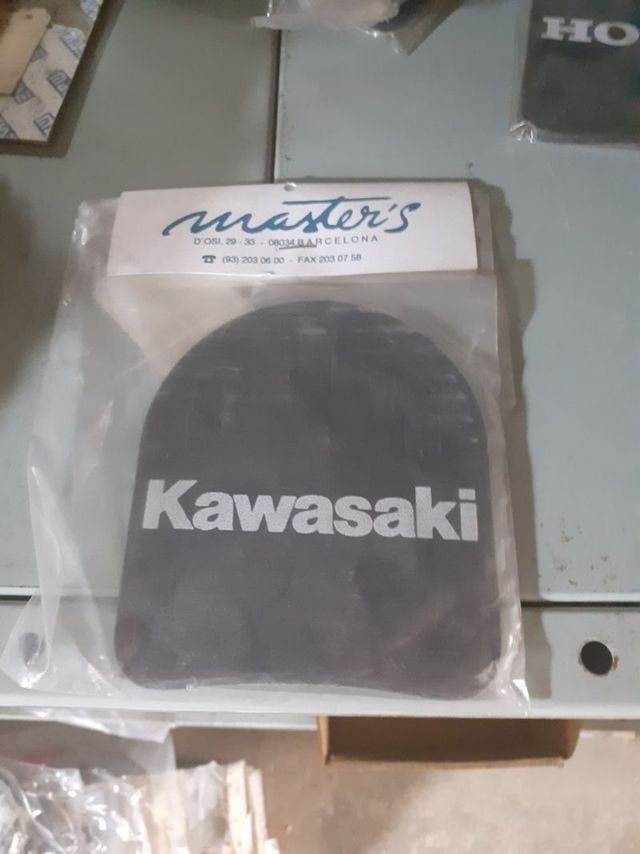 HO
master's
D'OSI, 29 - 33 - 08034 BARCELONA
☎ (93) 203 06 00 - FAX 203 07 58
Kawasaki